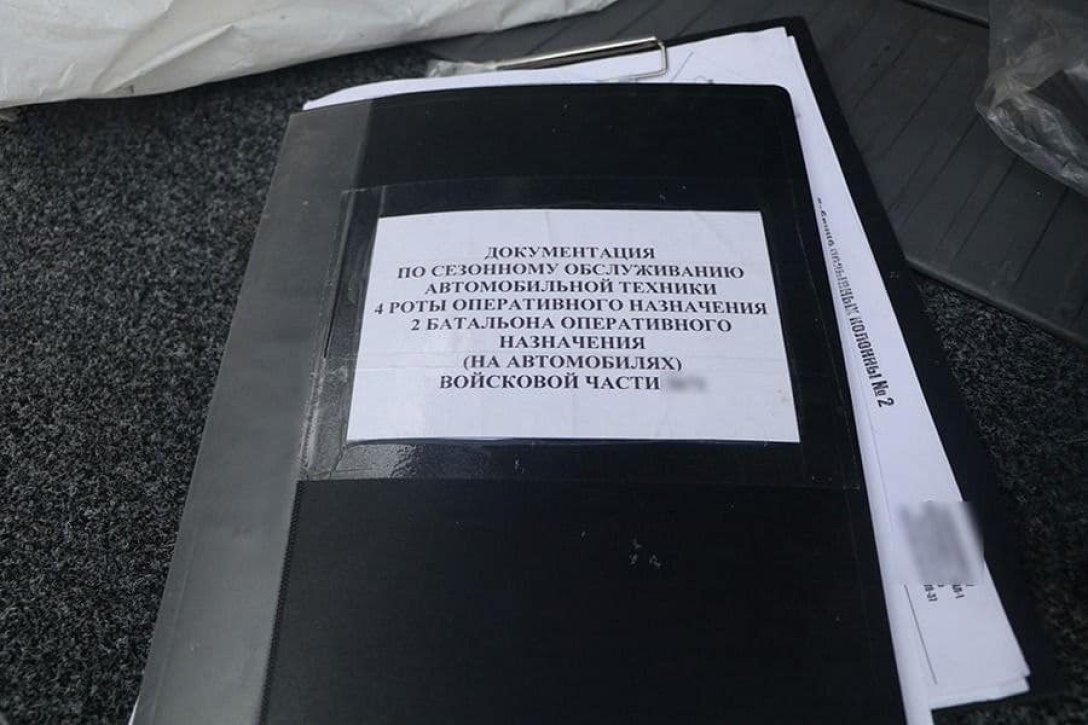 ДОКУМЕНТАЦИЯ
ПО СЕЗОННОМУ ОБСЛУЖИВАНИЮ
АВТОМОБИЛЬНОЙ ТЕХНИКИ
4 РОТЫ ОПЕРАТИВНОГО НАЗНАЧЕНИЯ
2 БАТАЛЬОНА ОПЕРАТИВНОГО
НАЗНАЧЕНИЯ
(НА АВТОМОБИЛЯХ)
ВОЙСКОВОЙ ЧАСТИ
позывных колонны № 2